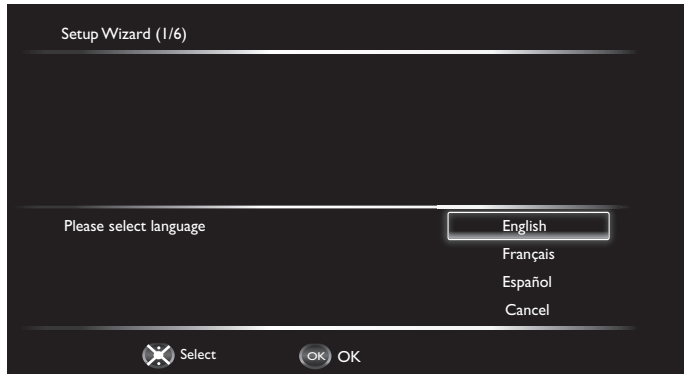 Setup Wizard (1/6)
Please select language
English
Français
Español
Cancel
Select
OK OK